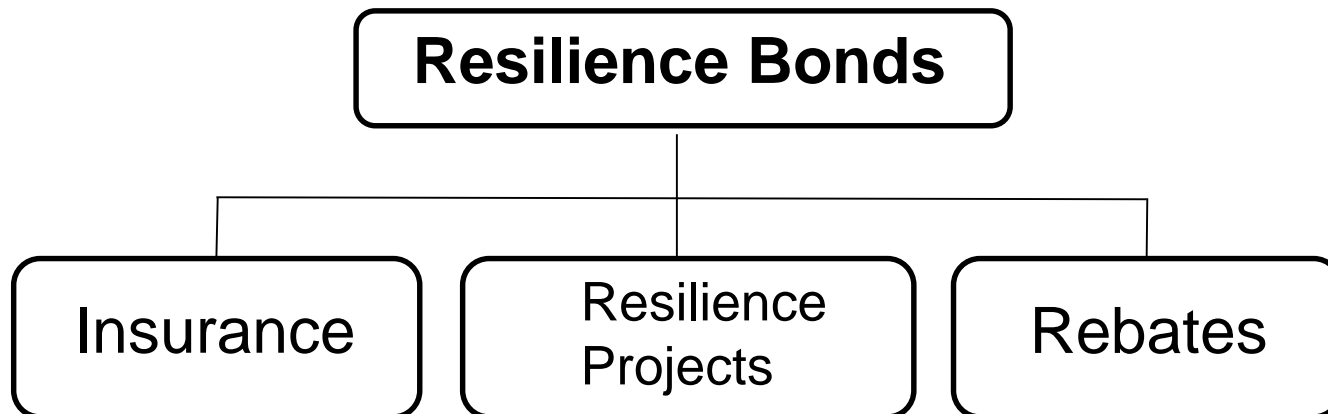 Resilience Bonds
Insurance
Resilience
Projects
Rebates